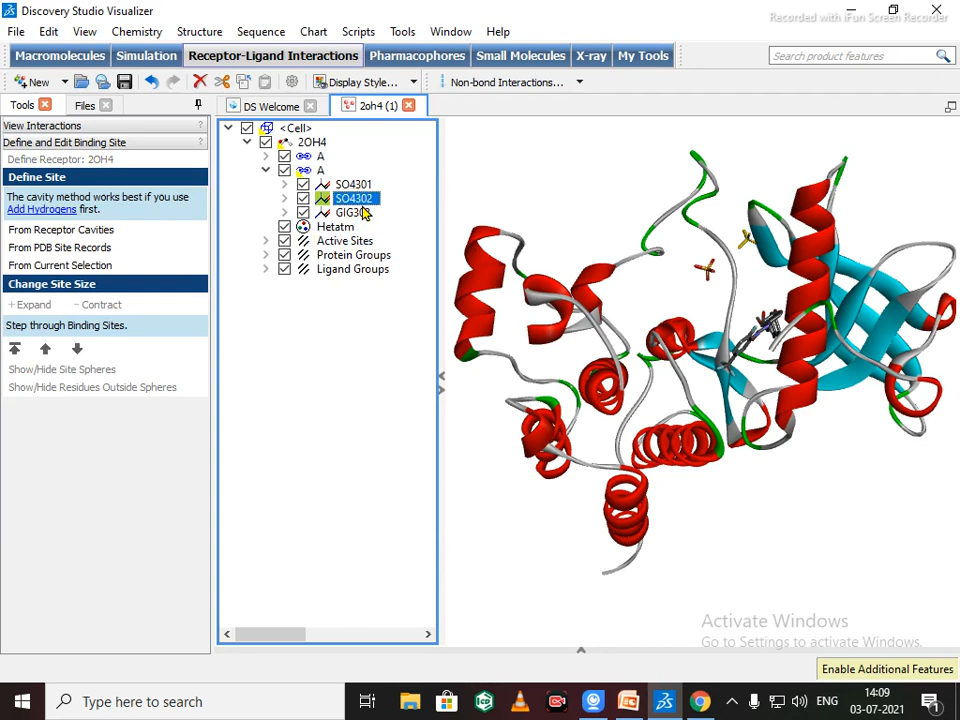 Discovery Studio Visualizer
Recorded with iFun Screen Recorder
File Edit View Chemistry Structure Sequence Chart Scripts Tools Window Help
Macromolecules Simulation Receptor-Ligand Interactions Pharmacophores Small Molecules X-ray My Tools Search product features
New Display Style... Non-bond Interactions...
Tools Files DS Welcome 2oh4 (1)
View Interactions ?
Define and Edit Binding Site ?
Define Receptor: 2OH4
Define Site
The cavity method works best if you use
Add Hydrogens first.
From Receptor Cavities
From PDB Site Records
From Current Selection
Change Site Size
+ Expand − Contract
Step through Binding Sites.
Show/Hide Site Spheres
Show/Hide Residues Outside Spheres
<Cell>
2OH4
A
A
SO4301
SO4302
Hetatm
Active Sites
Protein Groups
Ligand Groups
Activate Windows
Go to Settings to activate Windows.
Enable Additional Features
Type here to search
ENG
14:09
03-07-2021